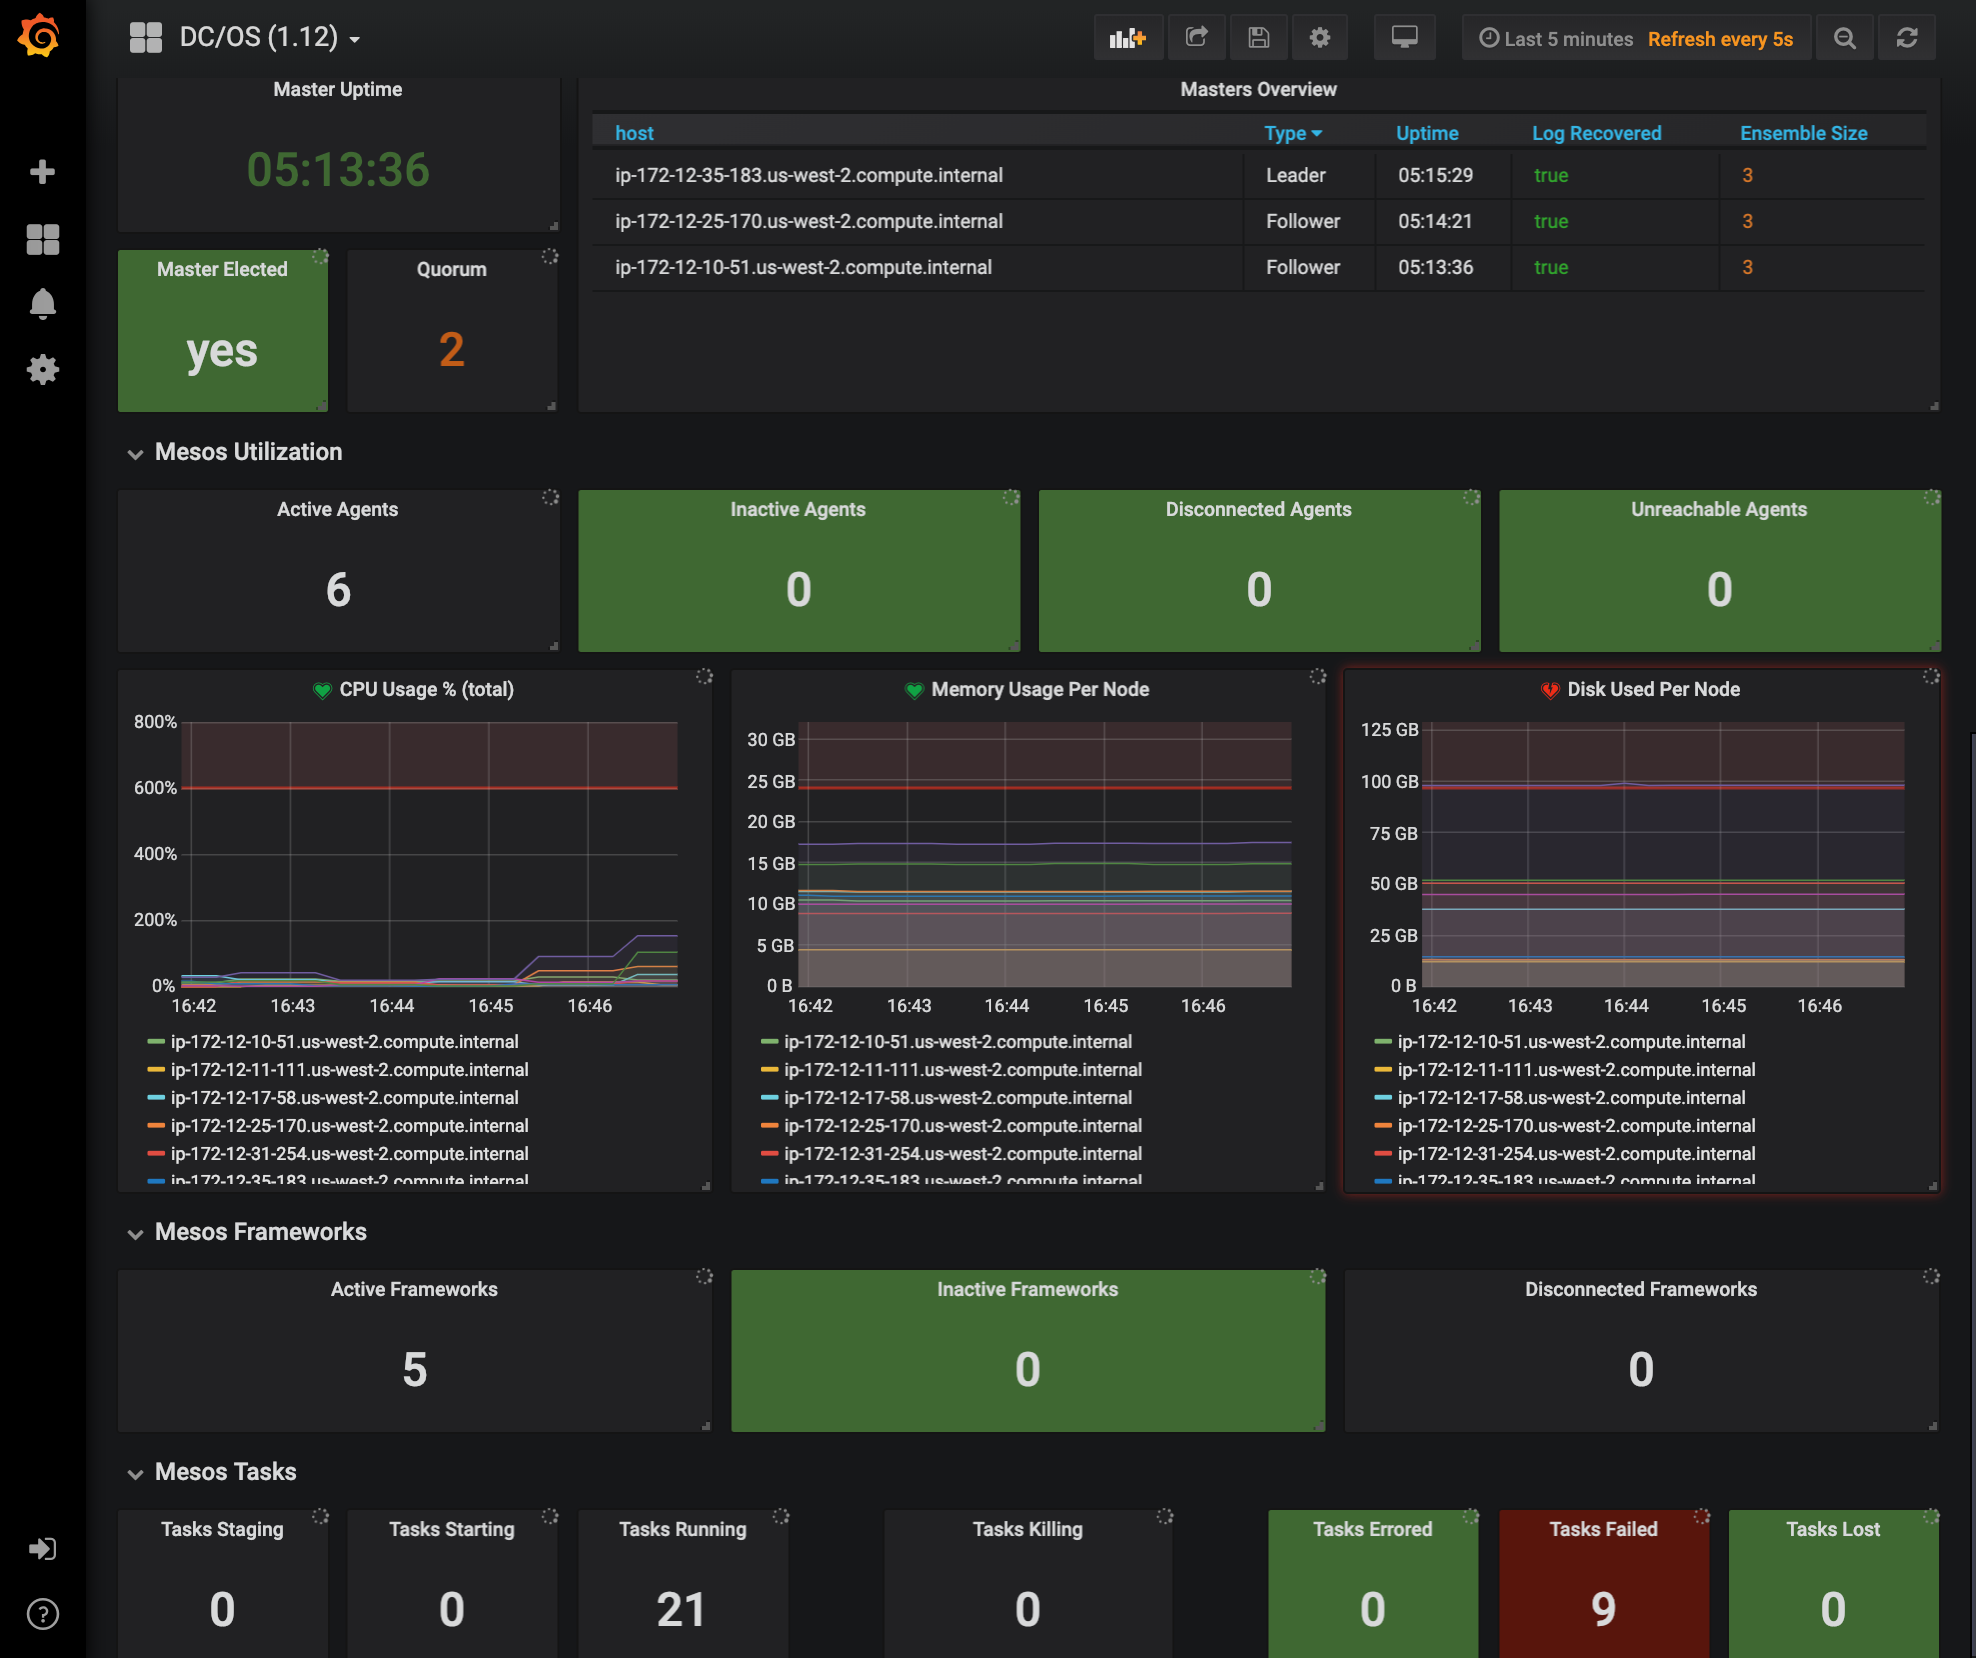 DC/OS (1.12)
Last 5 minutes Refresh every 5s
Master Uptime
05:13:36
Masters Overview
host Type Uptime Log Recovered Ensemble Size
ip-172-12-35-183.us-west-2.compute.internal Leader 05:15:29 true 3
ip-172-12-25-170.us-west-2.compute.internal Follower 05:14:21 true 3
ip-172-12-10-51.us-west-2.compute.internal Follower 05:13:36 true 3
Master Elected
yes
Quorum
2
Mesos Utilization
Active Agents
6
Inactive Agents
0
Disconnected Agents
0
Unreachable Agents
0
CPU Usage % (total)
800%
600%
400%
200%
0%
16:42 16:43 16:44 16:45 16:46
ip-172-12-10-51.us-west-2.compute.internal
ip-172-12-11-111.us-west-2.compute.internal
ip-172-12-17-58.us-west-2.compute.internal
ip-172-12-25-170.us-west-2.compute.internal
ip-172-12-31-254.us-west-2.compute.internal
ip-172-12-35-183.us-west-2.compute.internal
Memory Usage Per Node
30 GB
25 GB
20 GB
15 GB
10 GB
5 GB
0 B
16:42 16:43 16:44 16:45 16:46
ip-172-12-10-51.us-west-2.compute.internal
ip-172-12-11-111.us-west-2.compute.internal
ip-172-12-17-58.us-west-2.compute.internal
ip-172-12-25-170.us-west-2.compute.internal
ip-172-12-31-254.us-west-2.compute.internal
ip-172-12-35-183.us-west-2.compute.internal
Disk Used Per Node
125 GB
100 GB
75 GB
50 GB
25 GB
0 B
16:42 16:43 16:44 16:45 16:46
ip-172-12-10-51.us-west-2.compute.internal
ip-172-12-11-111.us-west-2.compute.internal
ip-172-12-17-58.us-west-2.compute.internal
ip-172-12-25-170.us-west-2.compute.internal
ip-172-12-31-254.us-west-2.compute.internal
ip-172-12-35-183.us-west-2.compute.internal
Mesos Frameworks
Active Frameworks
5
Inactive Frameworks
0
Disconnected Frameworks
0
Mesos Tasks
Tasks Staging
0
Tasks Starting
0
Tasks Running
21
Tasks Killing
0
Tasks Errored
0
Tasks Failed
9
Tasks Lost
0
?